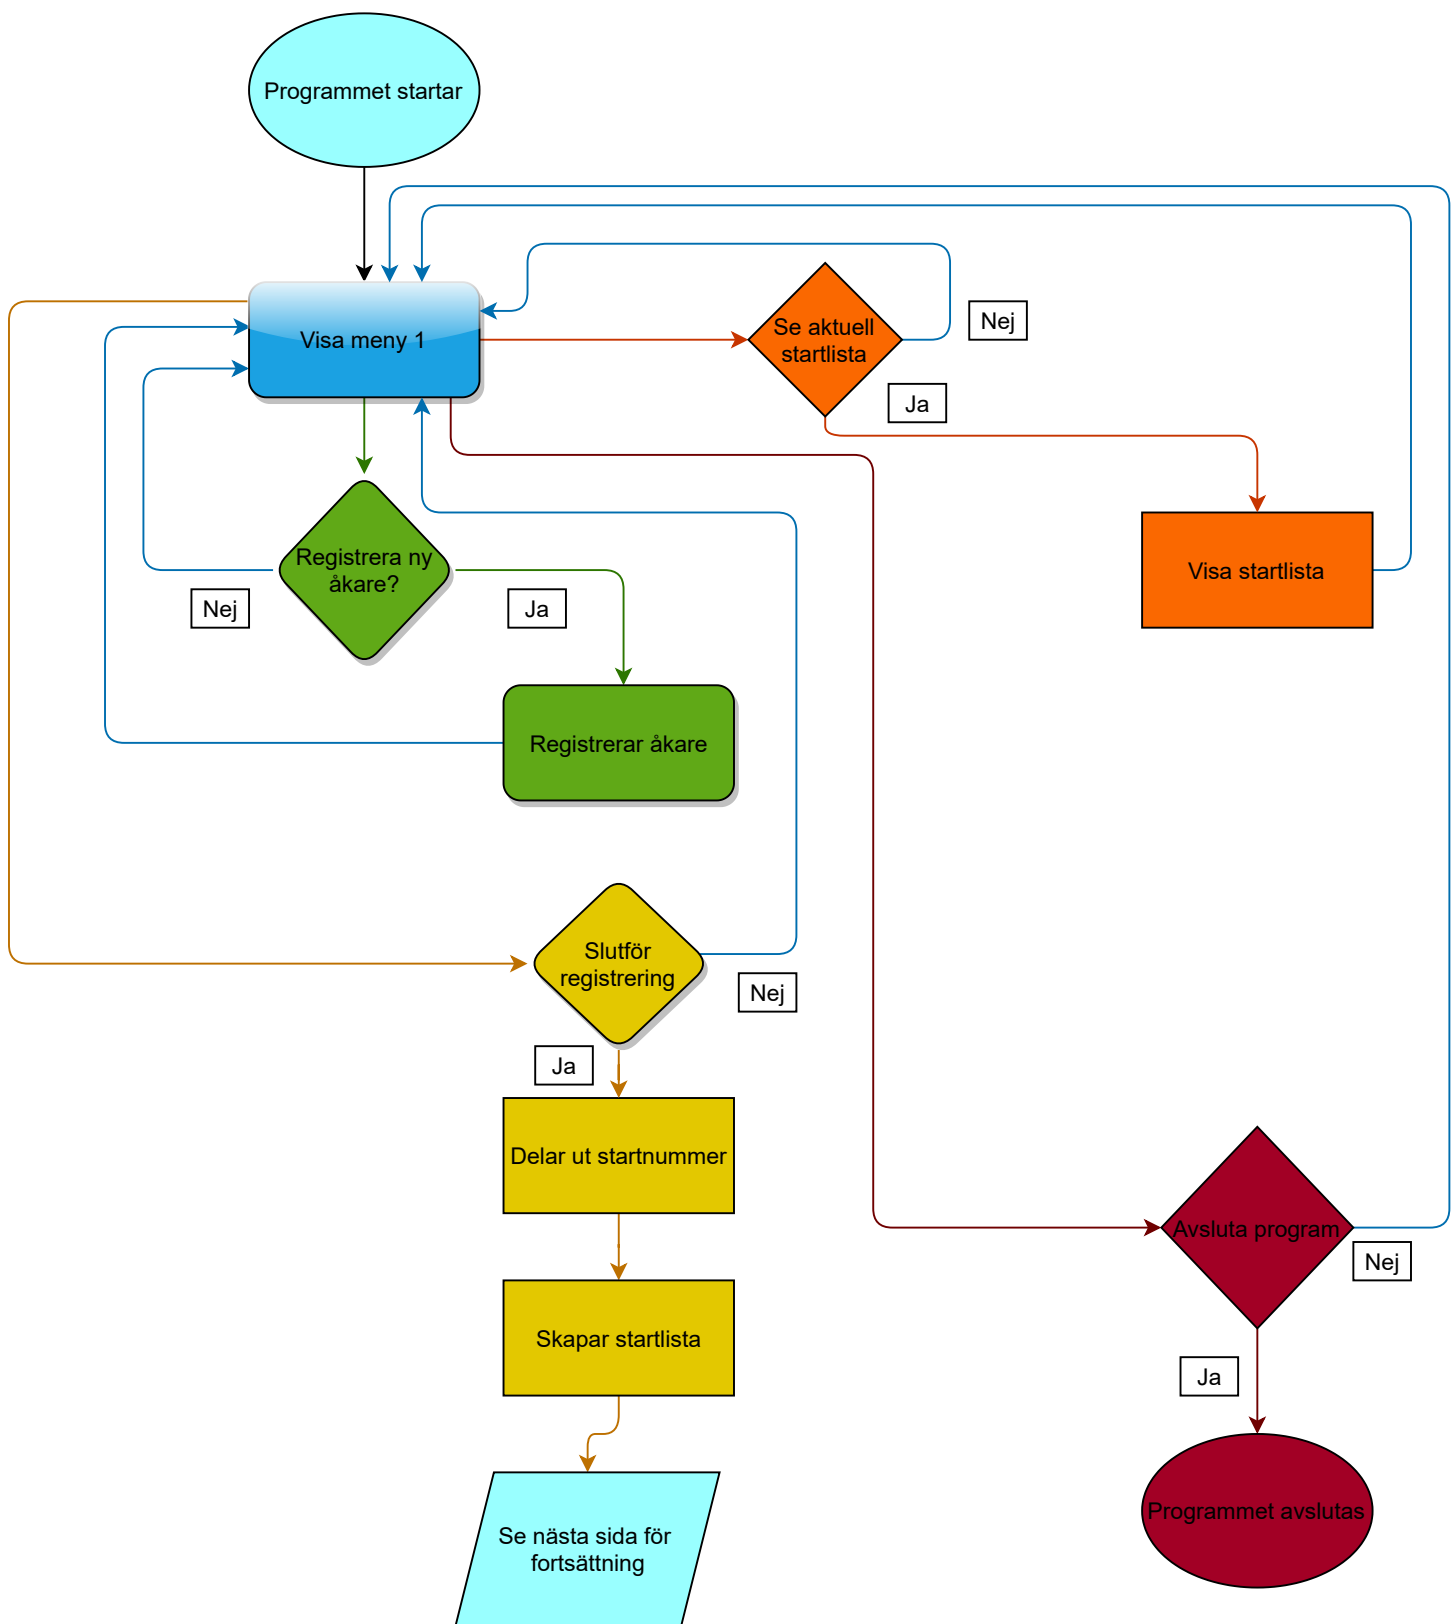 Programmet startar
Visa meny 1
Se aktuell
startlista
Nej
Ja
Registrera ny
åkare?
Visa startlista
Nej
Ja
Registrerar åkare
Slutför
registrering
Nej
Ja
Delar ut startnummer
Avsluta program
Nej
Skapar startlista
Ja
Programmet avslutas
Se nästa sida för
fortsättning